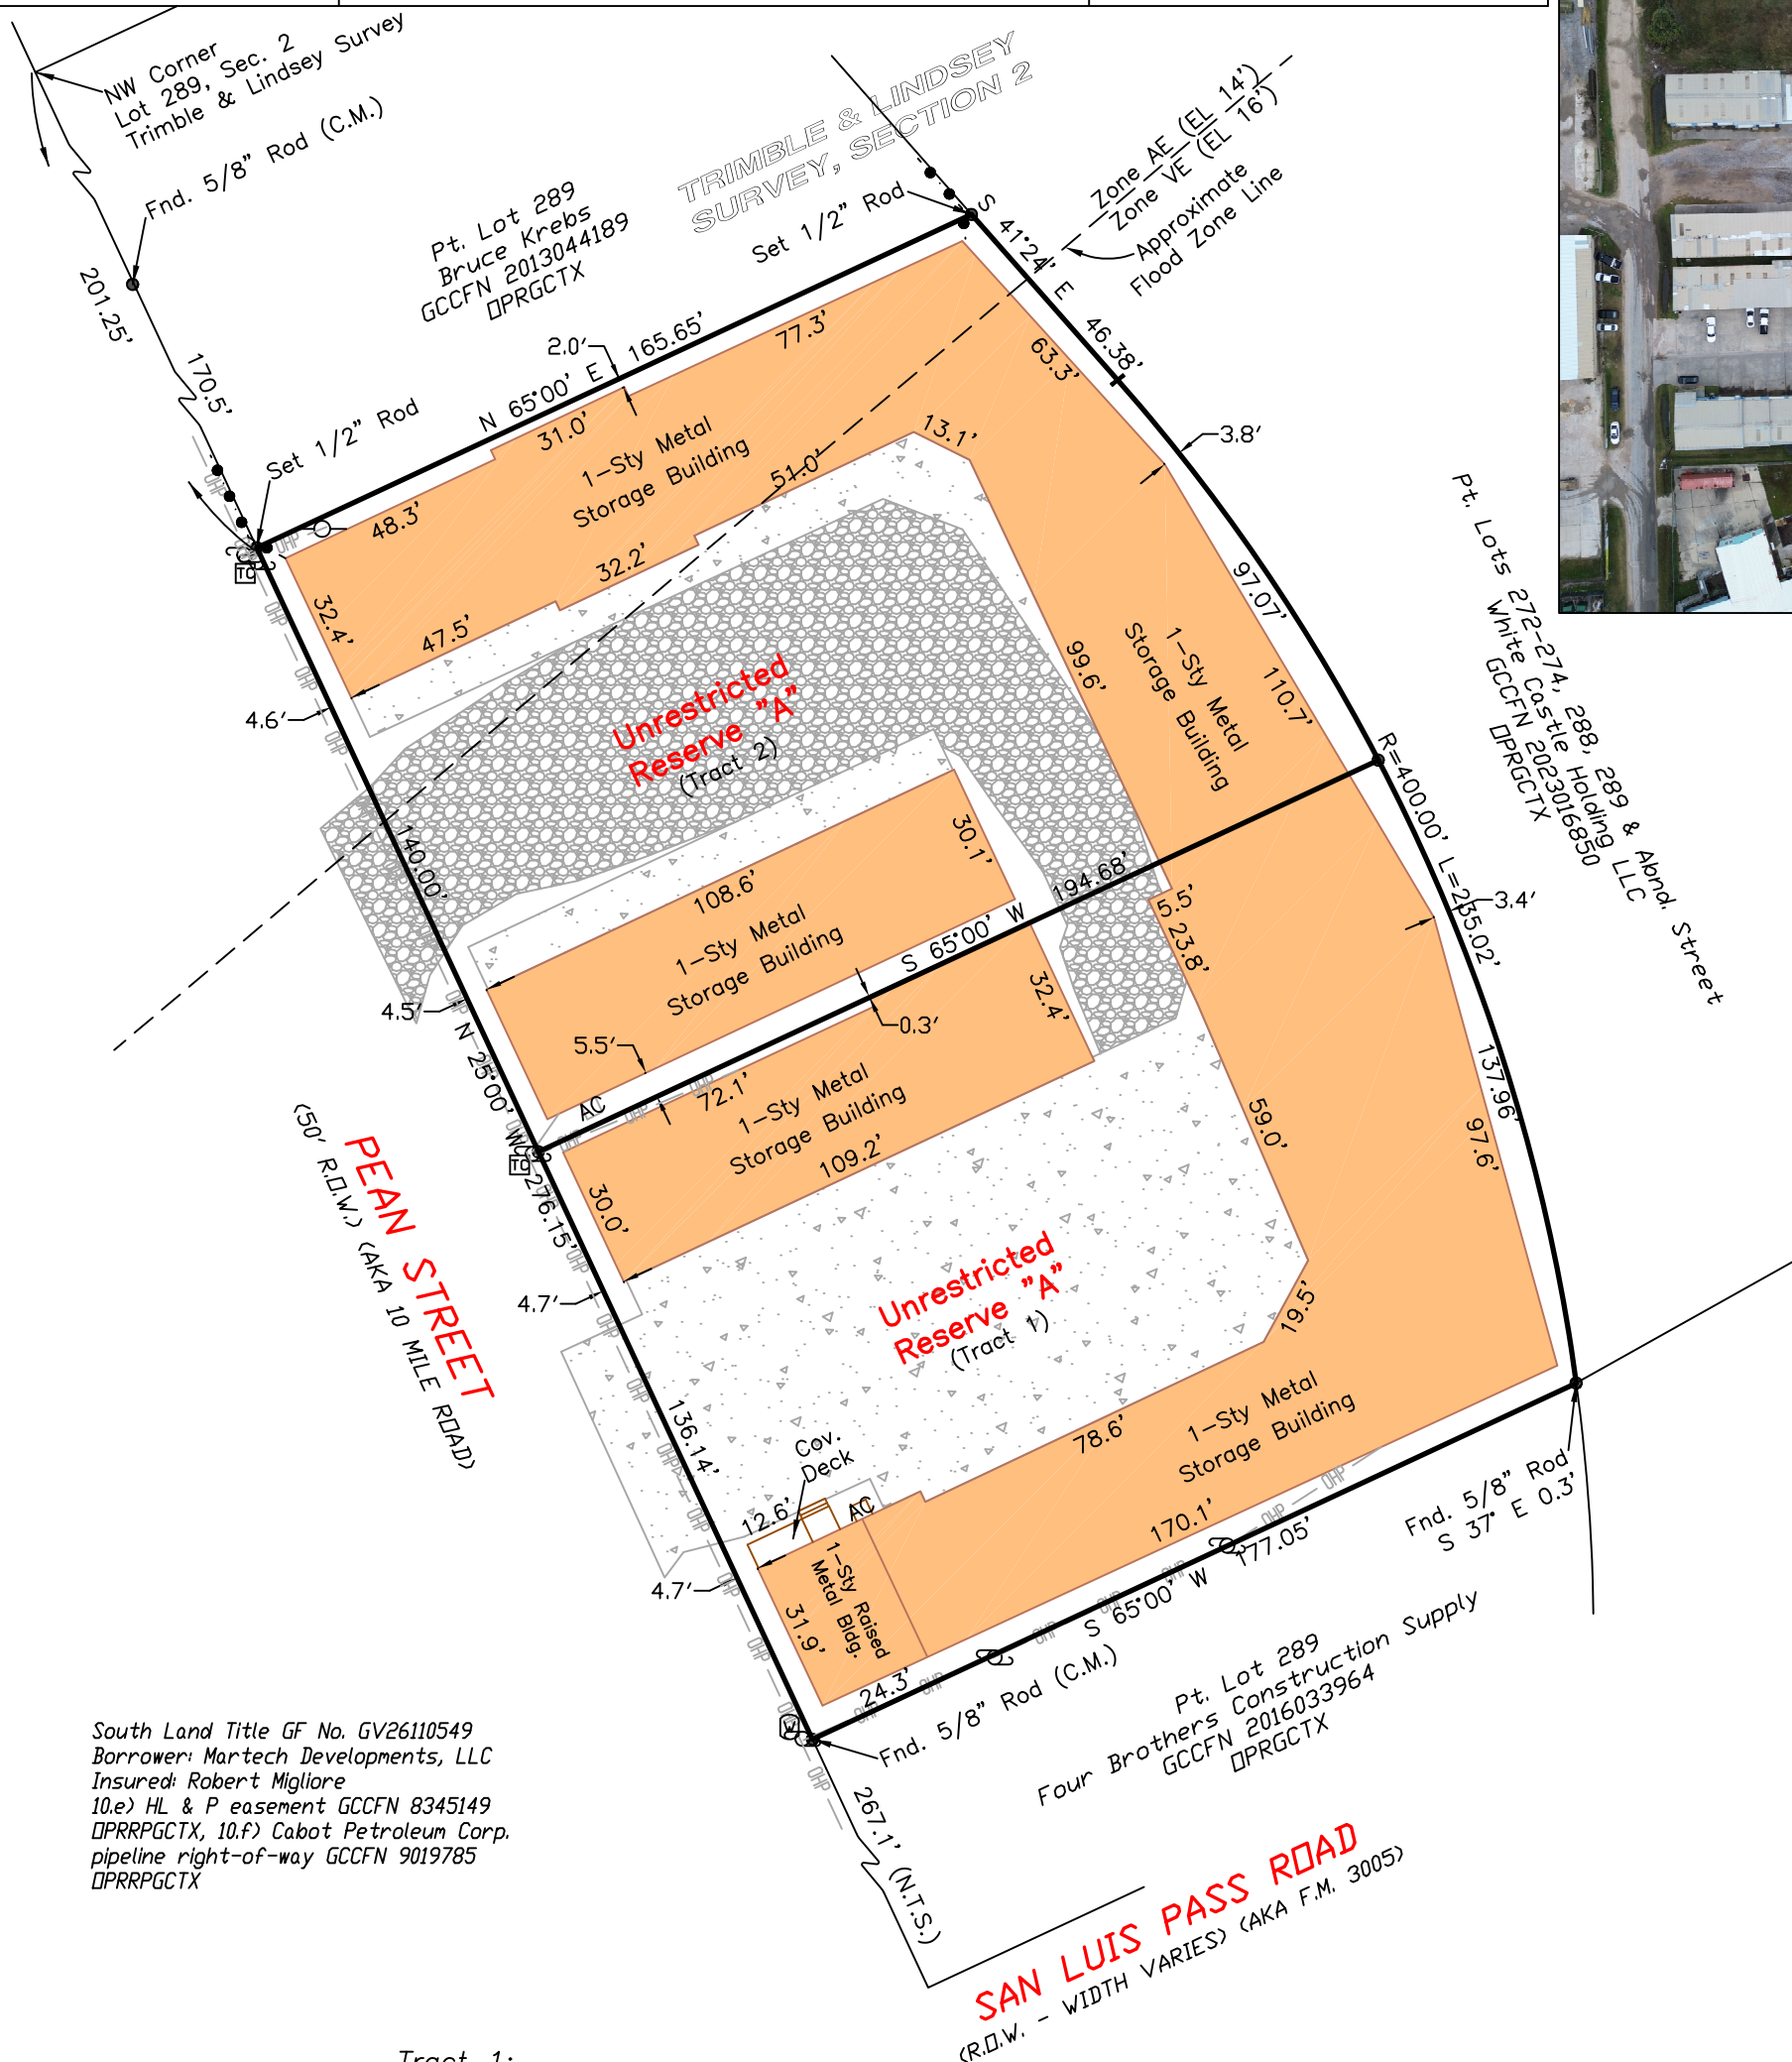 NW Corner
Lot 289, Sec. 2
Trimble & Lindsey Survey
Fnd. 5/8" Rod (C.M.)
201.25'
170.5'
Pt. Lot 289
Bruce Krebs
GCCFN 2013044189
OPRGCTX
TRIMBLE & LINDSEY
SURVEY, SECTION 2
Set 1/2" Rod
Zone AE (EL 14')
Zone VE (EL 16')
Approximate
Flood Zone Line
S 41°24' E 46.38'
Set 1/2" Rod
N 65°00' E 165.65'
2.0'
77.3'
31.0'
48.3'
63.3'
3.8'
1-Sty Metal
Storage Building
13.1'
51.0'
32.2'
47.5'
32.4'
4.6'
OHP
TC
97.07'
110.7'
99.6'
1-Sty Metal
Storage Building
Pt. Lots 272-274, 288, 289 & Abnd. Street
White Castle Holding LLC
GCCFN 2023016850
OPRGCTX
R=400.00' L=235.02'
3.4'
137.96'
97.6'
Unrestricted
Reserve "A"
(Tract 2)
140.00'
30.1'
108.6'
1-Sty Metal
Storage Building
4.5'
5.5'
AC
S 65°00' W 194.68'
0.3'
5.5'
23.8'
32.4'
72.1'
1-Sty Metal
Storage Building
109.2'
30.0'
59.0'
N 25°00' W 276.15'
PEAN STREET
(50' R.O.W.) (AKA 10 MILE ROAD)
4.7'
Unrestricted
Reserve "A"
(Tract 1)
19.5'
136.14'
78.6'
1-Sty Metal
Storage Building
170.1'
Cov.
Deck
12.6'
AC
1-Sty Raised
Metal Bldg.
31.9'
24.3'
4.7'
W
S 65°00' W 177.05'
Fnd. 5/8" Rod
S 37° E 0.3'
Fnd. 5/8" Rod (C.M.)
Pt. Lot 289
Four Brothers Construction Supply
GCCFN 2016033964
OPRGCTX
267.1' (N.T.S.)
SAN LUIS PASS ROAD
(R.O.W. - WIDTH VARIES) (AKA F.M. 3005)
South Land Title GF No. GV26110549
Borrower: Martech Developments, LLC
Insured: Robert Migliore
10.e) HL & P easement GCCFN 8345149
OPRRPGCTX, 10.f) Cabot Petroleum Corp.
pipeline right-of-way GCCFN 9019785
OPRRPGCTX
Tract 1: